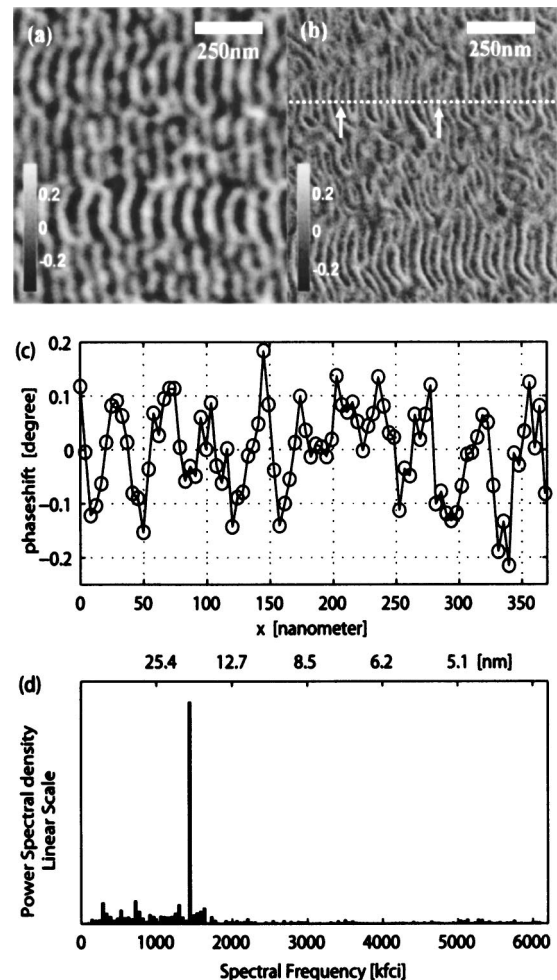 (a)
250nm
0.2
0
-0.2
(b)
250nm
0.2
0
-0.2
(c)
0.2
0.1
0
−0.1
−0.2
phaseshift [degree]
0 50 100 150 200 250 300 350
x [nanometer]
25.4 12.7 8.5 6.2 5.1 [nm]
(d)
Power Spectral density
Linear Scale
0 1000 2000 3000 4000 5000 6000
Spectral Frequency [kfci]